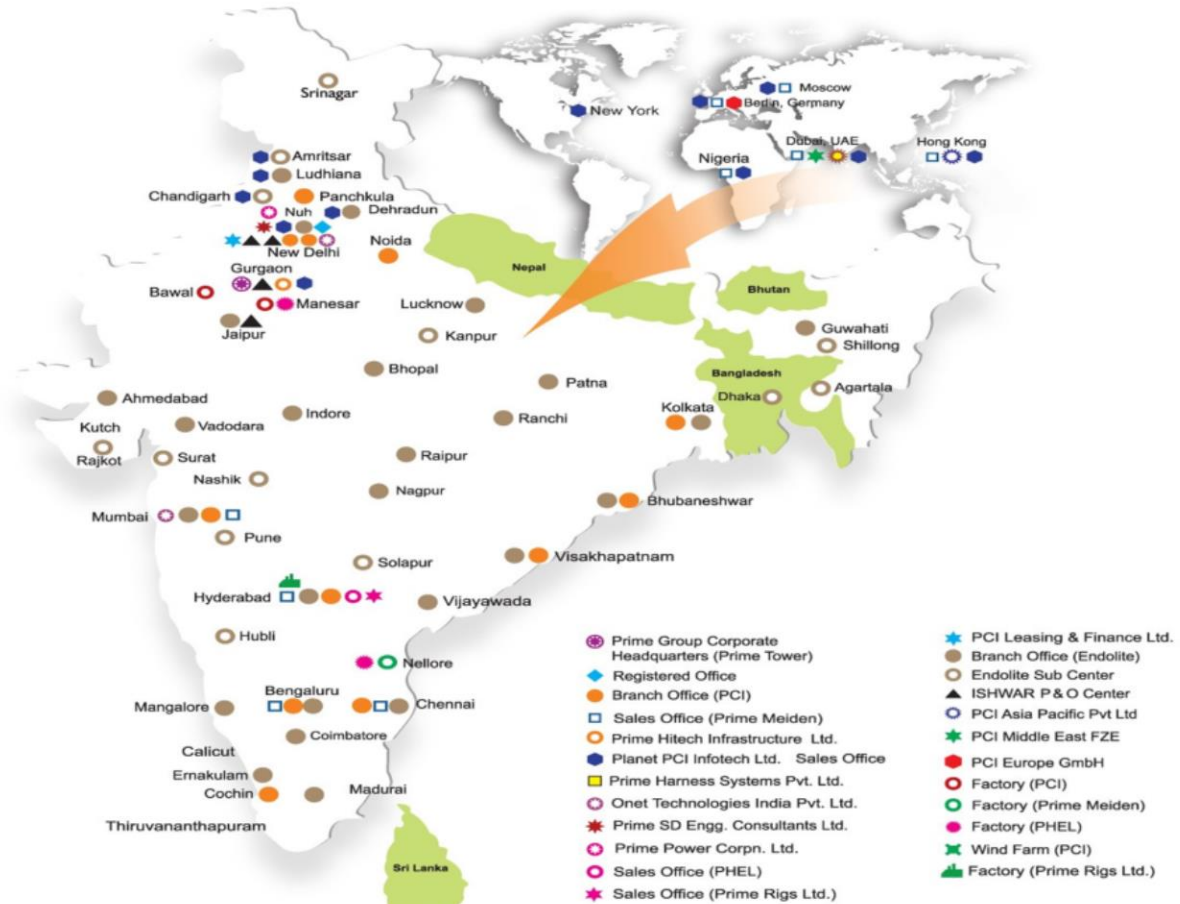 Srinagar
New York
Moscow
Berlin, Germany
Dubai, UAE
Hong Kong
Nigeria
Amritsar
Ludhiana
Chandigarh
Panchkula
Nuh
Dehradun
New Delhi
Noida
Gurgaon
Bawal
Manesar
Jaipur
Nepal
Bhutan
Lucknow
Kanpur
Guwahati
Shillong
Bhopal
Patna
Bangladesh
Dhaka
Agartala
Ahmedabad
Indore
Ranchi
Kolkata
Kutch
Vadodara
Rajkot
Surat
Raipur
Nashik
Nagpur
Bhubaneshwar
Mumbai
Pune
Solapur
Visakhapatnam
Hyderabad
Vijayawada
Hubli
Nellore
Bengaluru
Mangalore
Chennai
Coimbatore
Calicut
Ernakulam
Cochin
Madurai
Thiruvananthapuram
Sri Lanka
Prime Group Corporate
Headquarters (Prime Tower)
Registered Office
Branch Office (PCI)
Sales Office (Prime Meiden)
Prime Hitech Infrastructure Ltd.
Planet PCI Infotech Ltd. Sales Office
Prime Harness Systems Pvt. Ltd.
Onet Technologies India Pvt. Ltd.
Prime SD Engg. Consultants Ltd.
Prime Power Corpn. Ltd.
Sales Office (PHEL)
Sales Office (Prime Rigs Ltd.)
PCI Leasing & Finance Ltd.
Branch Office (Endolite)
Endolite Sub Center
ISHWAR P & O Center
PCI Asia Pacific Pvt Ltd
PCI Middle East FZE
PCI Europe GmbH
Factory (PCI)
Factory (Prime Meiden)
Factory (PHEL)
Wind Farm (PCI)
Factory (Prime Rigs Ltd.)